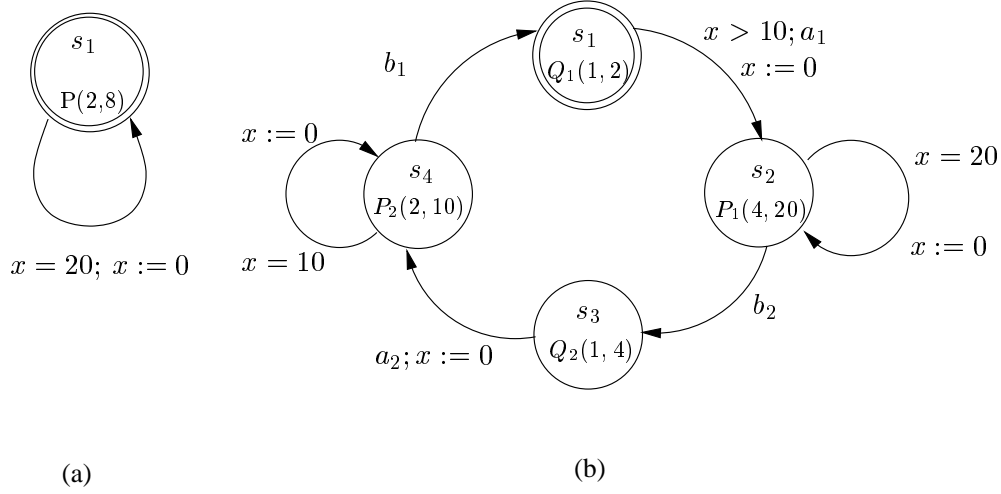 s₁
P(2,8)
x = 20; x := 0
(a)
s₁
Q₁(1, 2)
x > 10; a₁
x := 0
b₁
x := 0
s₄
P₂(2, 10)
x = 10
s₂
P₁(4, 20)
x = 20
x := 0
b₂
s₃
Q₂(1, 4)
a₂; x := 0
(b)